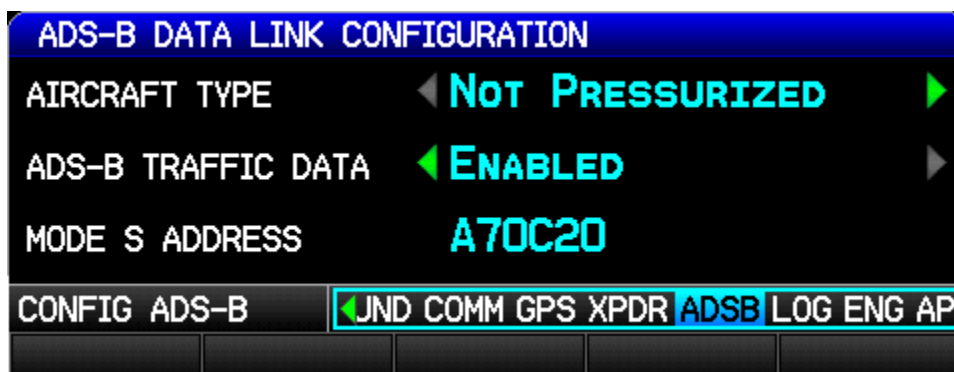 ADS-B DATA LINK CONFIGURATION
AIRCRAFT TYPE NOT PRESSURIZED
ADS-B TRAFFIC DATA ENABLED
MODE S ADDRESS A70C20
CONFIG ADS-B COMM GPS XPDR ADSB LOG ENG AP